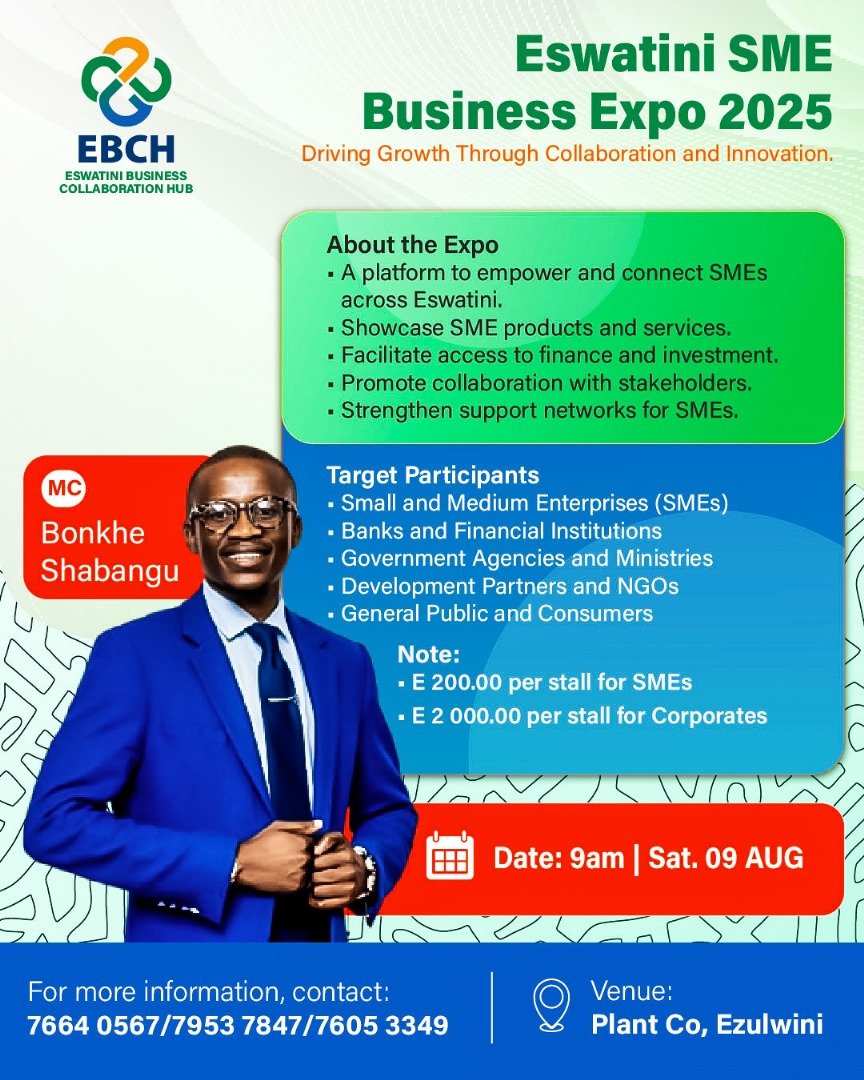 EBCH
ESWATINI BUSINESS
COLLABORATION HUB
Eswatini SME
Business Expo 2025
Driving Growth Through Collaboration and Innovation.
About the Expo
▪ A platform to empower and connect SMEs
across Eswatini.
▪ Showcase SME products and services.
▪ Facilitate access to finance and investment.
▪ Promote collaboration with stakeholders.
▪ Strengthen support networks for SMEs.
MC
Bonkhe
Shabangu
Target Participants
▪ Small and Medium Enterprises (SMEs)
▪ Banks and Financial Institutions
▪ Government Agencies and Ministries
▪ Development Partners and NGOs
▪ General Public and Consumers
Note:
▪ E 200.00 per stall for SMEs
▪ E 2 000.00 per stall for Corporates
Date: 9am | Sat. 09 AUG
For more information, contact:
7664 0567/7953 7847/7605 3349
Venue:
Plant Co, Ezulwini